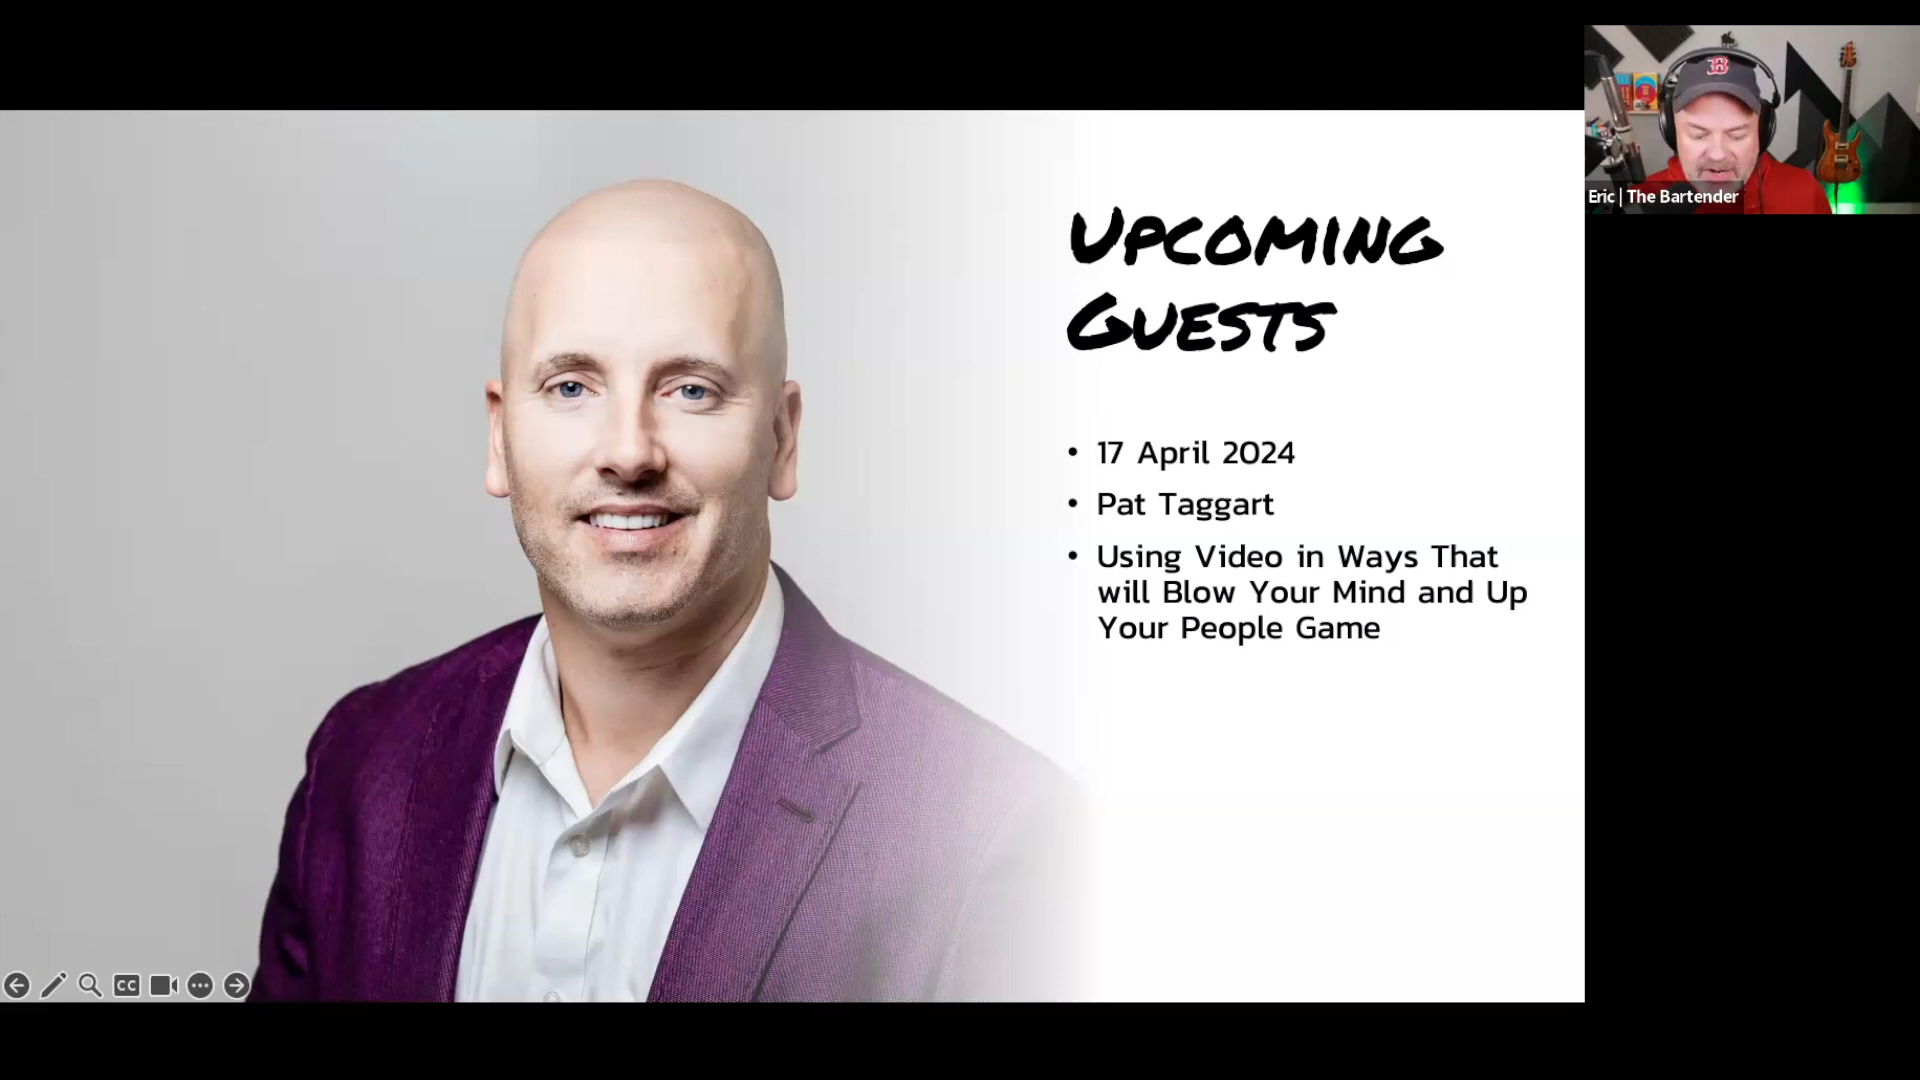 Upcoming
Guests
• 17 April 2024
• Pat Taggart
• Using Video in Ways That
will Blow Your Mind and Up
Your People Game
B
Eric | The Bartender
CC